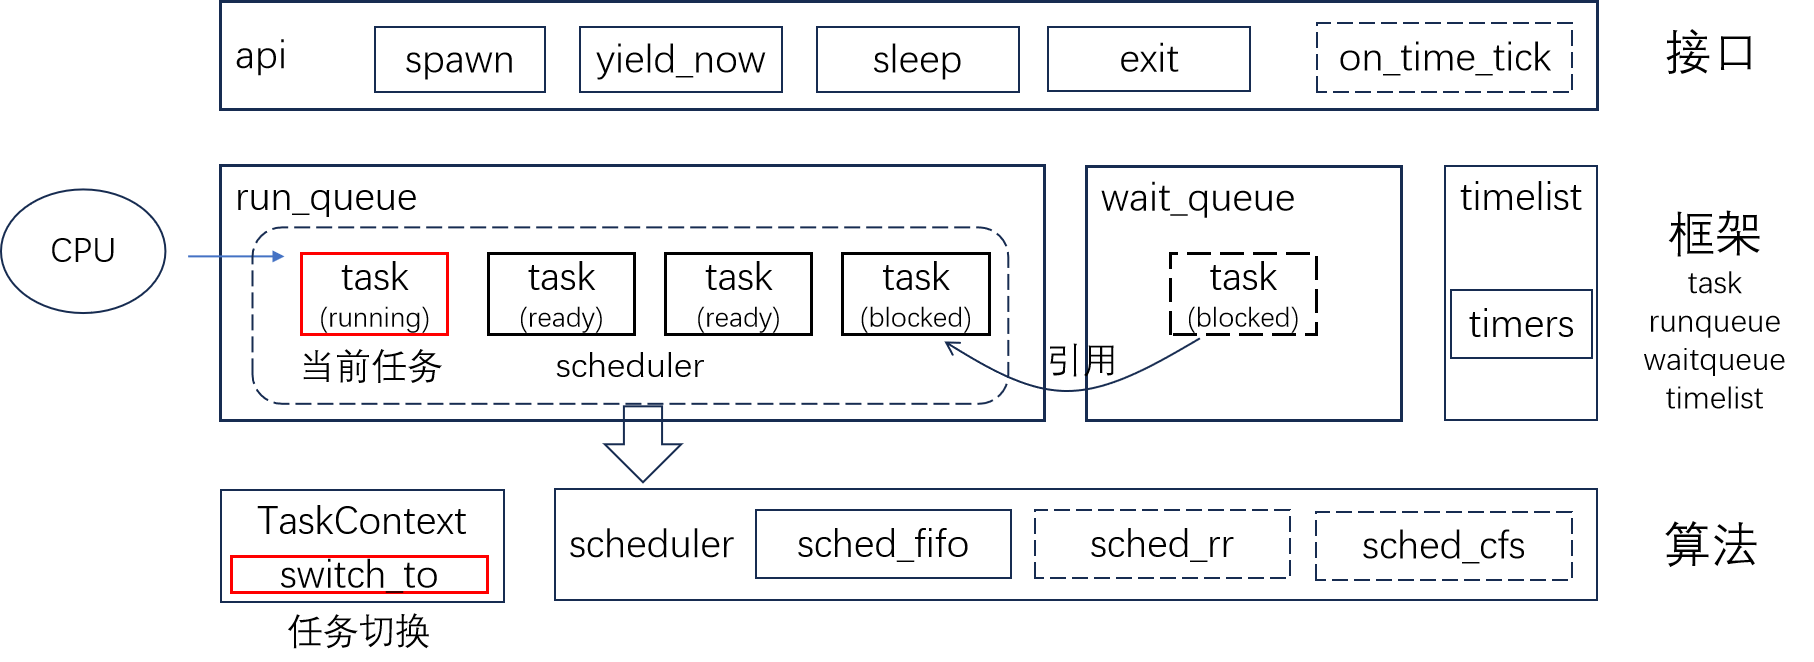 api
spawn
yield_now
sleep
exit
on_time_tick
接口
CPU
run_queue
task
(running)
当前任务
task
(ready)
task
(ready)
task
(blocked)
scheduler
引用
wait_queue
task
(blocked)
timelist
timers
框架
task
runqueue
waitqueue
timelist
TaskContext
switch_to
任务切换
scheduler
sched_fifo
sched_rr
sched_cfs
算法